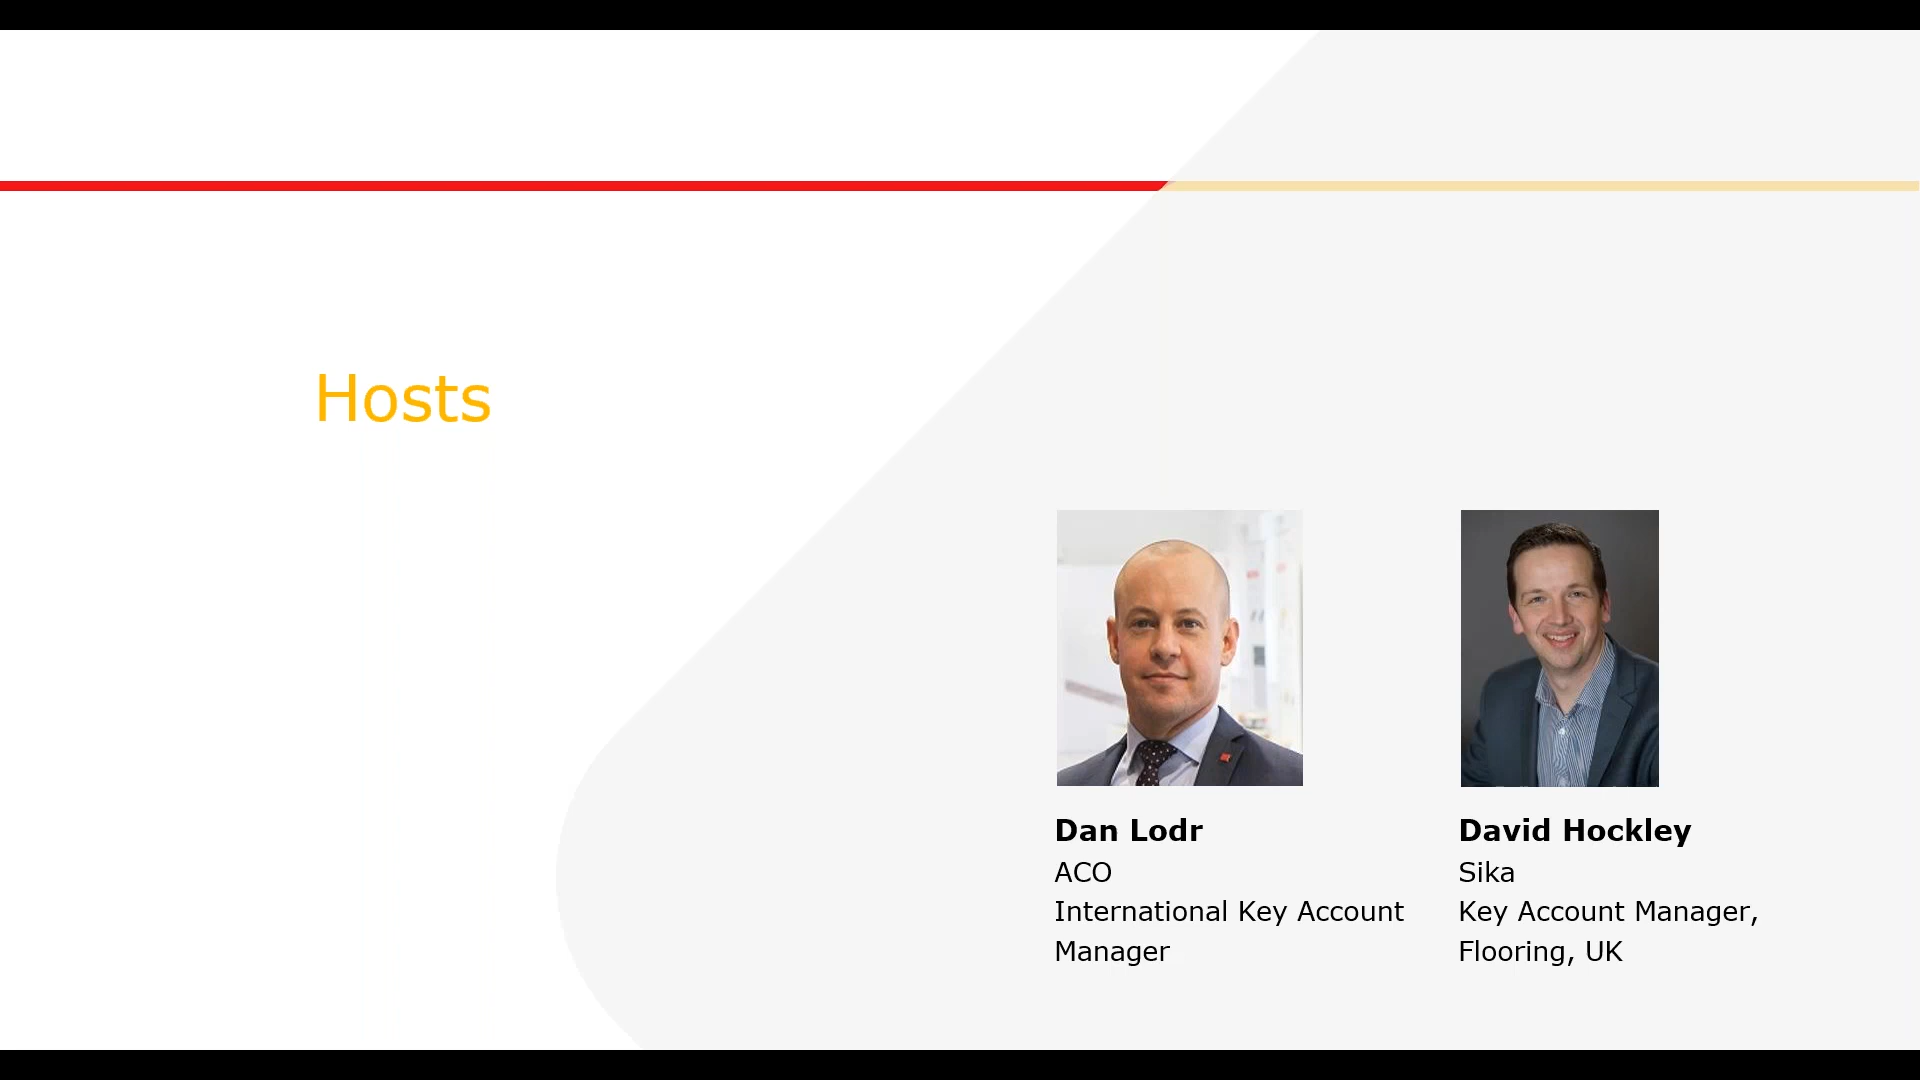 Hosts
Dan Lodr
ACO
International Key Account
Manager
David Hockley
Sika
Key Account Manager,
Flooring, UK